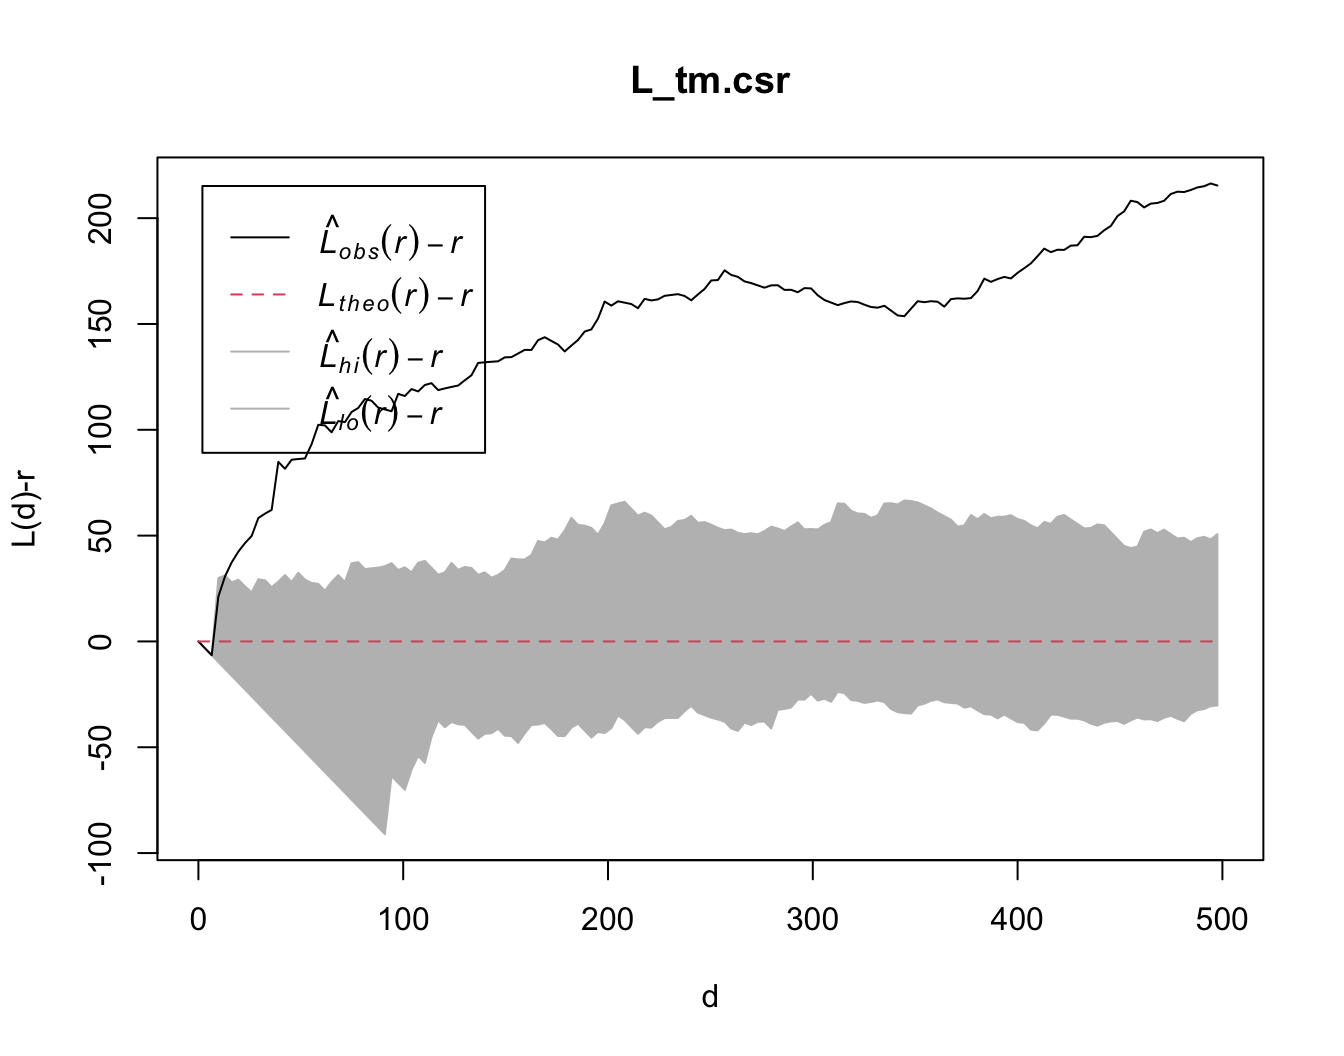 L_tm.csr
L̂obs(r) – r
Ltheo(r) – r
L̂hi(r) – r
L̂lo(r) – r
L(d)-r
200
150
100
50
0
-50
-100
0 100 200 300 400 500
d